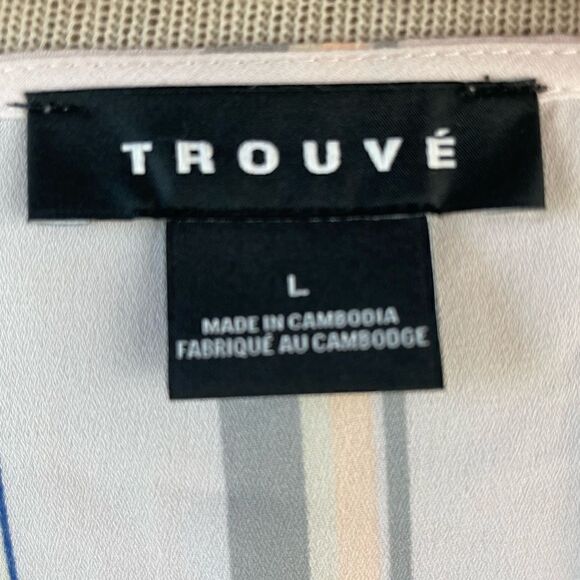 TROUVÉ
L
MADE IN CAMBODIA
FABRIQUÉ AU CAMBODGE